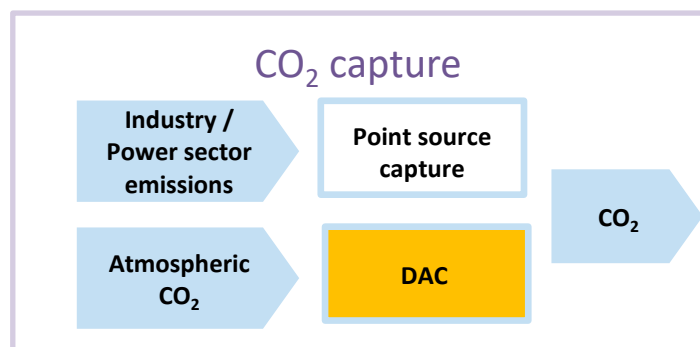 CO₂ capture
Industry /
Power sector
emissions
Point source
capture
CO₂
Atmospheric
CO₂
DAC